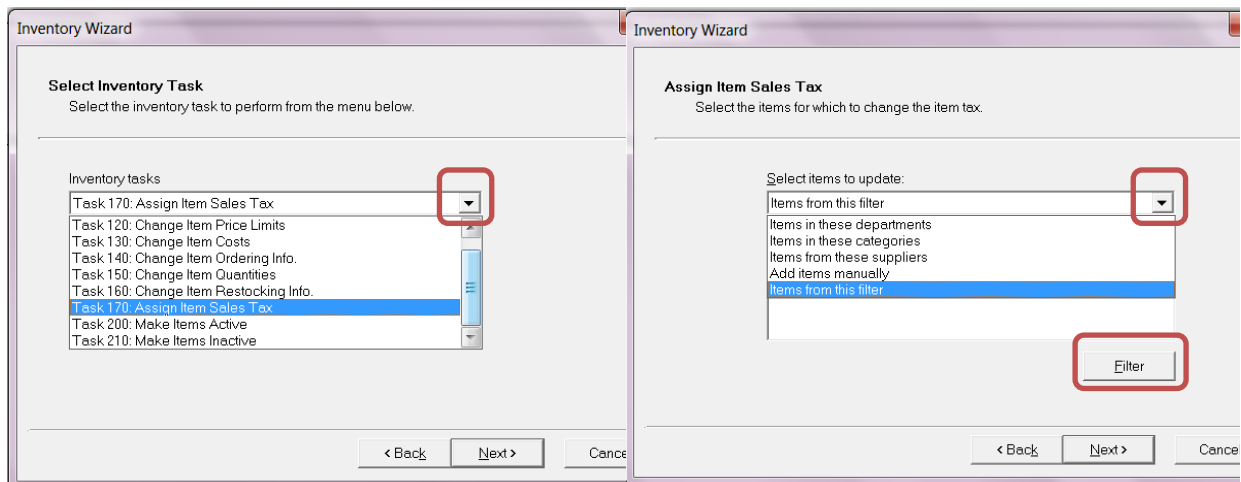 Inventory Wizard
Select Inventory Task
Select the inventory task to perform from the menu below.
Inventory tasks
Task 170: Assign Item Sales Tax
Task 120: Change Item Price Limits
Task 130: Change Item Costs
Task 140: Change Item Ordering Info.
Task 150: Change Item Quantities
Task 160: Change Item Restocking Info.
Task 170: Assign Item Sales Tax
Task 200: Make Items Active
Task 210: Make Items Inactive
< Back Next > Cance
Inventory Wizard
Assign Item Sales Tax
Select the items for which to change the item tax.
Select items to update:
Items from this filter
Items in these departments
Items in these categories
Items from these suppliers
Add items manually
Items from this filter
Filter
< Back Next > Cancel